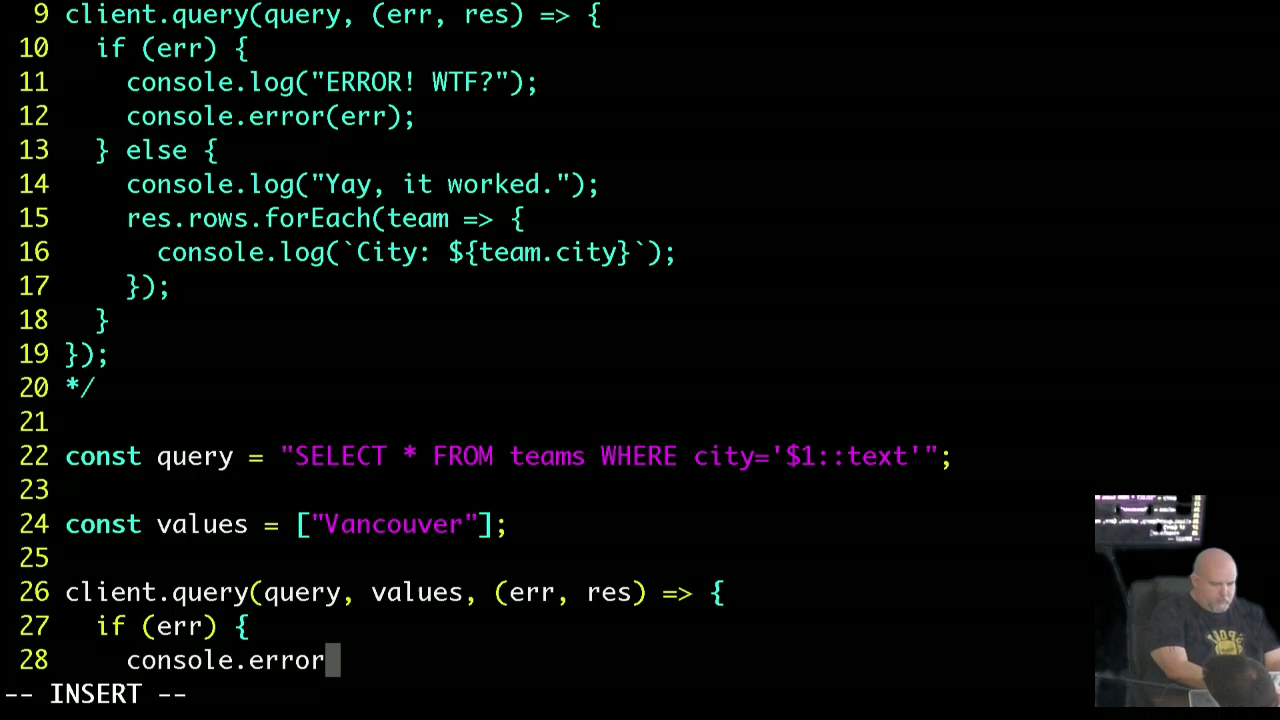 9 client.query(query, (err, res) => {
10   if (err) {
11     console.log("ERROR! WTF?");
12     console.error(err);
13   } else {
14     console.log("Yay, it worked.");
15     res.rows.forEach(team => {
16       console.log(`City: ${team.city}`);
17     });
18   }
19 });
20 */
21
22 const query = "SELECT * FROM teams WHERE city='$1::text'";
23
24 const values = ["Vancouver"];
25
26 client.query(query, values, (err, res) => {
27   if (err) {
28     console.error
-- INSERT --